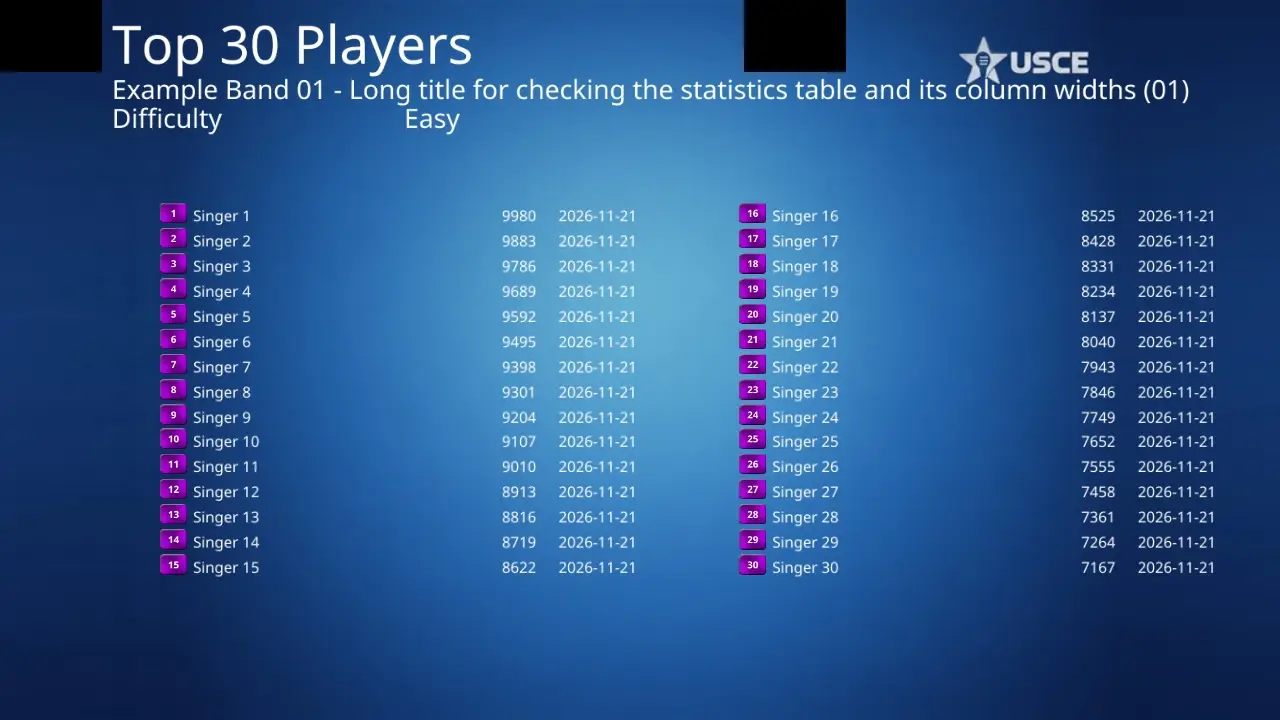 Top 30 Players
USCE
Example Band 01 - Long title for checking the statistics table and its column widths (01)
Difficulty Easy
1 Singer 1 9980 2026-11-21
2 Singer 2 9883 2026-11-21
3 Singer 3 9786 2026-11-21
4 Singer 4 9689 2026-11-21
5 Singer 5 9592 2026-11-21
6 Singer 6 9495 2026-11-21
7 Singer 7 9398 2026-11-21
8 Singer 8 9301 2026-11-21
9 Singer 9 9204 2026-11-21
10 Singer 10 9107 2026-11-21
11 Singer 11 9010 2026-11-21
12 Singer 12 8913 2026-11-21
13 Singer 13 8816 2026-11-21
14 Singer 14 8719 2026-11-21
15 Singer 15 8622 2026-11-21
16 Singer 16 8525 2026-11-21
17 Singer 17 8428 2026-11-21
18 Singer 18 8331 2026-11-21
19 Singer 19 8234 2026-11-21
20 Singer 20 8137 2026-11-21
21 Singer 21 8040 2026-11-21
22 Singer 22 7943 2026-11-21
23 Singer 23 7846 2026-11-21
24 Singer 24 7749 2026-11-21
25 Singer 25 7652 2026-11-21
26 Singer 26 7555 2026-11-21
27 Singer 27 7458 2026-11-21
28 Singer 28 7361 2026-11-21
29 Singer 29 7264 2026-11-21
30 Singer 30 7167 2026-11-21